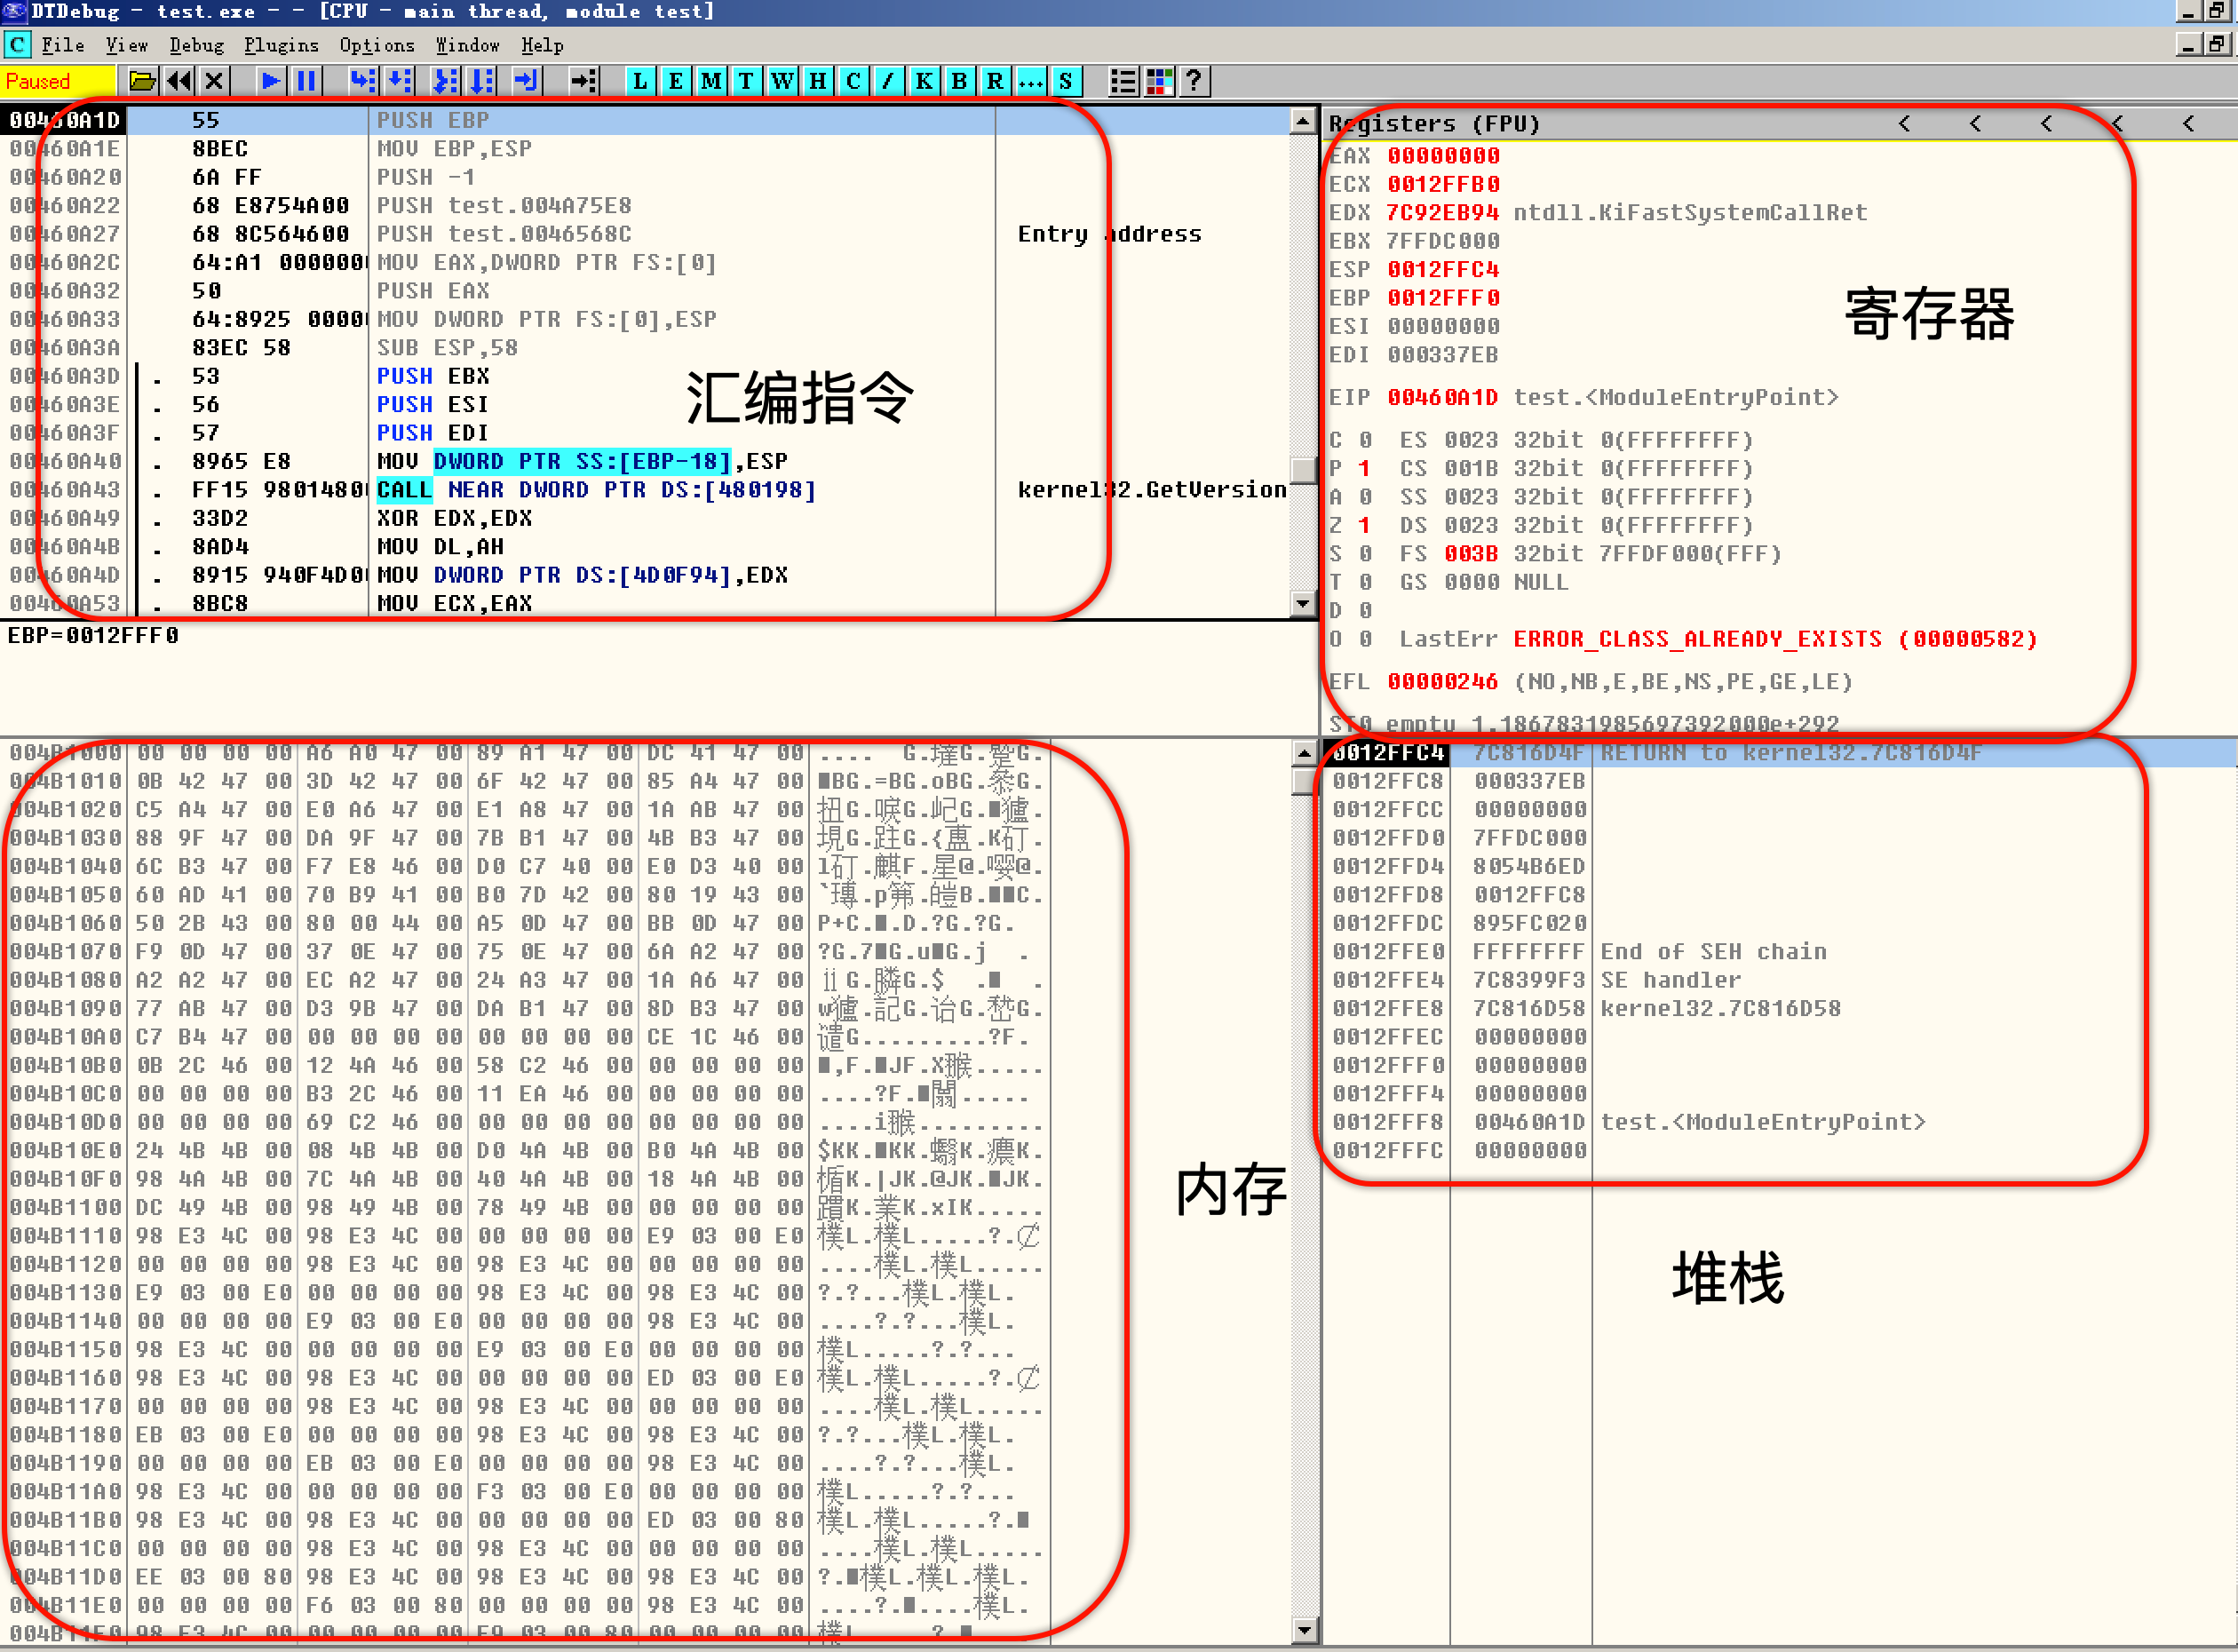 DTDebug - test.exe - - [CPU - main thread, module test]
C File View Debug Plugins Options Window Help
Paused L E M T W H C / K B R ... S ?
00460A1D 55 PUSH EBP
00460A1E 8BEC MOV EBP,ESP
00460A20 6A FF PUSH -1
00460A22 68 E8754A00 PUSH test.004A75E8
00460A27 68 8C564600 PUSH test.0046568C Entry address
00460A2C 64:A1 0000000 MOV EAX,DWORD PTR FS:[0]
00460A32 50 PUSH EAX
00460A33 64:8925 0000 MOV DWORD PTR FS:[0],ESP
00460A3A 83EC 58 SUB ESP,58
00460A3D . 53 PUSH EBX
00460A3E . 56 PUSH ESI
00460A3F . 57 PUSH EDI
00460A40 . 8965 E8 MOV DWORD PTR SS:[EBP-18],ESP
00460A43 . FF15 9801480 CALL NEAR DWORD PTR DS:[480198] kernel32.GetVersion
00460A49 . 33D2 XOR EDX,EDX
00460A4B . 8AD4 MOV DL,AH
00460A4D . 8915 940F4D0 MOV DWORD PTR DS:[4D0F94],EDX
00460A53 . 8BC8 MOV ECX,EAX
汇编指令
EBP=0012FFF0
Registers (FPU) < < < < <
EAX 00000000
ECX 0012FFB0
EDX 7C92EB94 ntdll.KiFastSystemCallRet
EBX 7FFDC000
ESP 0012FFC4
EBP 0012FFF0
ESI 00000000
EDI 000337EB
EIP 00460A1D test.<ModuleEntryPoint>
C 0 ES 0023 32bit 0(FFFFFFFF)
P 1 CS 001B 32bit 0(FFFFFFFF)
A 0 SS 0023 32bit 0(FFFFFFFF)
Z 1 DS 0023 32bit 0(FFFFFFFF)
S 0 FS 003B 32bit 7FFDF000(FFF)
T 0 GS 0000 NULL
D 0
O 0 LastErr ERROR_CLASS_ALREADY_EXISTS (00000582)
EFL 00000246 (NO,NB,E,BE,NS,PE,GE,LE)
ST0 empty 1.1867831985697392000e+292
寄存器
004B1000 00 00 00 00 A6 A0 47 00 89 A1 47 00 DC 41 47 00
004B1010 0B 42 47 00 3D 42 47 00 6F 42 47 00 85 A4 47 00
004B1020 C5 A4 47 00 E0 A6 47 00 E1 A8 47 00 1A AB 47 00
004B1030 88 9F 47 00 DA 9F 47 00 7B B1 47 00 4B B3 47 00
004B1040 6C B3 47 00 F7 E8 46 00 D0 C7 40 00 E0 D3 40 00
004B1050 60 AD 41 00 70 B9 41 00 B0 7D 42 00 80 19 43 00
004B1060 50 2B 43 00 80 00 44 00 A5 0D 47 00 BB 0D 47 00
004B1070 F9 0D 47 00 37 0E 47 00 75 0E 47 00 6A A2 47 00
004B1080 A2 A2 47 00 EC A2 47 00 24 A3 47 00 1A A6 47 00
004B1090 77 AB 47 00 D3 9B 47 00 DA B1 47 00 8D B3 47 00
004B10A0 C7 B4 47 00 00 00 00 00 00 00 00 00 CE 1C 46 00
004B10B0 0B 2C 46 00 12 4A 46 00 58 C2 46 00 00 00 00 00
004B10C0 00 00 00 00 B3 2C 46 00 11 EA 46 00 00 00 00 00
004B10D0 00 00 00 00 69 C2 46 00 00 00 00 00 00 00 00 00
004B10E0 24 4B 4B 00 08 4B 4B 00 D0 4A 4B 00 B0 4A 4B 00
004B10F0 98 4A 4B 00 7C 4A 4B 00 40 4A 4B 00 18 4A 4B 00
004B1100 DC 49 4B 00 98 49 4B 00 78 49 4B 00 00 00 00 00
004B1110 98 E3 4C 00 98 E3 4C 00 00 00 00 00 E9 03 00 E0
004B1120 00 00 00 00 98 E3 4C 00 98 E3 4C 00 00 00 00 00
004B1130 E9 03 00 E0 00 00 00 00 98 E3 4C 00 98 E3 4C 00
004B1140 00 00 00 00 E9 03 00 E0 00 00 00 00 98 E3 4C 00
004B1150 98 E3 4C 00 00 00 00 00 E9 03 00 E0 00 00 00 00
004B1160 98 E3 4C 00 98 E3 4C 00 00 00 00 00 ED 03 00 E0
004B1170 00 00 00 00 98 E3 4C 00 98 E3 4C 00 00 00 00 00
004B1180 EB 03 00 E0 00 00 00 00 98 E3 4C 00 98 E3 4C 00
004B1190 00 00 00 00 EB 03 00 E0 00 00 00 00 98 E3 4C 00
004B11A0 98 E3 4C 00 00 00 00 00 F3 03 00 E0 00 00 00 00
004B11B0 98 E3 4C 00 98 E3 4C 00 00 00 00 00 ED 03 00 80
004B11C0 00 00 00 00 98 E3 4C 00 98 E3 4C 00 00 00 00 00
004B11D0 EE 03 00 80 98 E3 4C 00 98 E3 4C 00 98 E3 4C 00
004B11E0 00 00 00 00 F6 03 00 80 00 00 00 00 98 E3 4C 00
004B11F0 98 E3 4C 00 00 00 00 00 E9 03 00 80 00 00 00 00
内存
0012FFC4 7C816D4F RETURN to kernel32.7C816D4F
0012FFC8 000337EB
0012FFCC 00000000
0012FFD0 7FFDC000
0012FFD4 8054B6ED
0012FFD8 0012FFC8
0012FFDC 895FC020
0012FFE0 FFFFFFFF End of SEH chain
0012FFE4 7C8399F3 SE handler
0012FFE8 7C816D58 kernel32.7C816D58
0012FFEC 00000000
0012FFF0 00000000
0012FFF4 00000000
0012FFF8 00460A1D test.<ModuleEntryPoint>
0012FFFC 00000000
堆栈